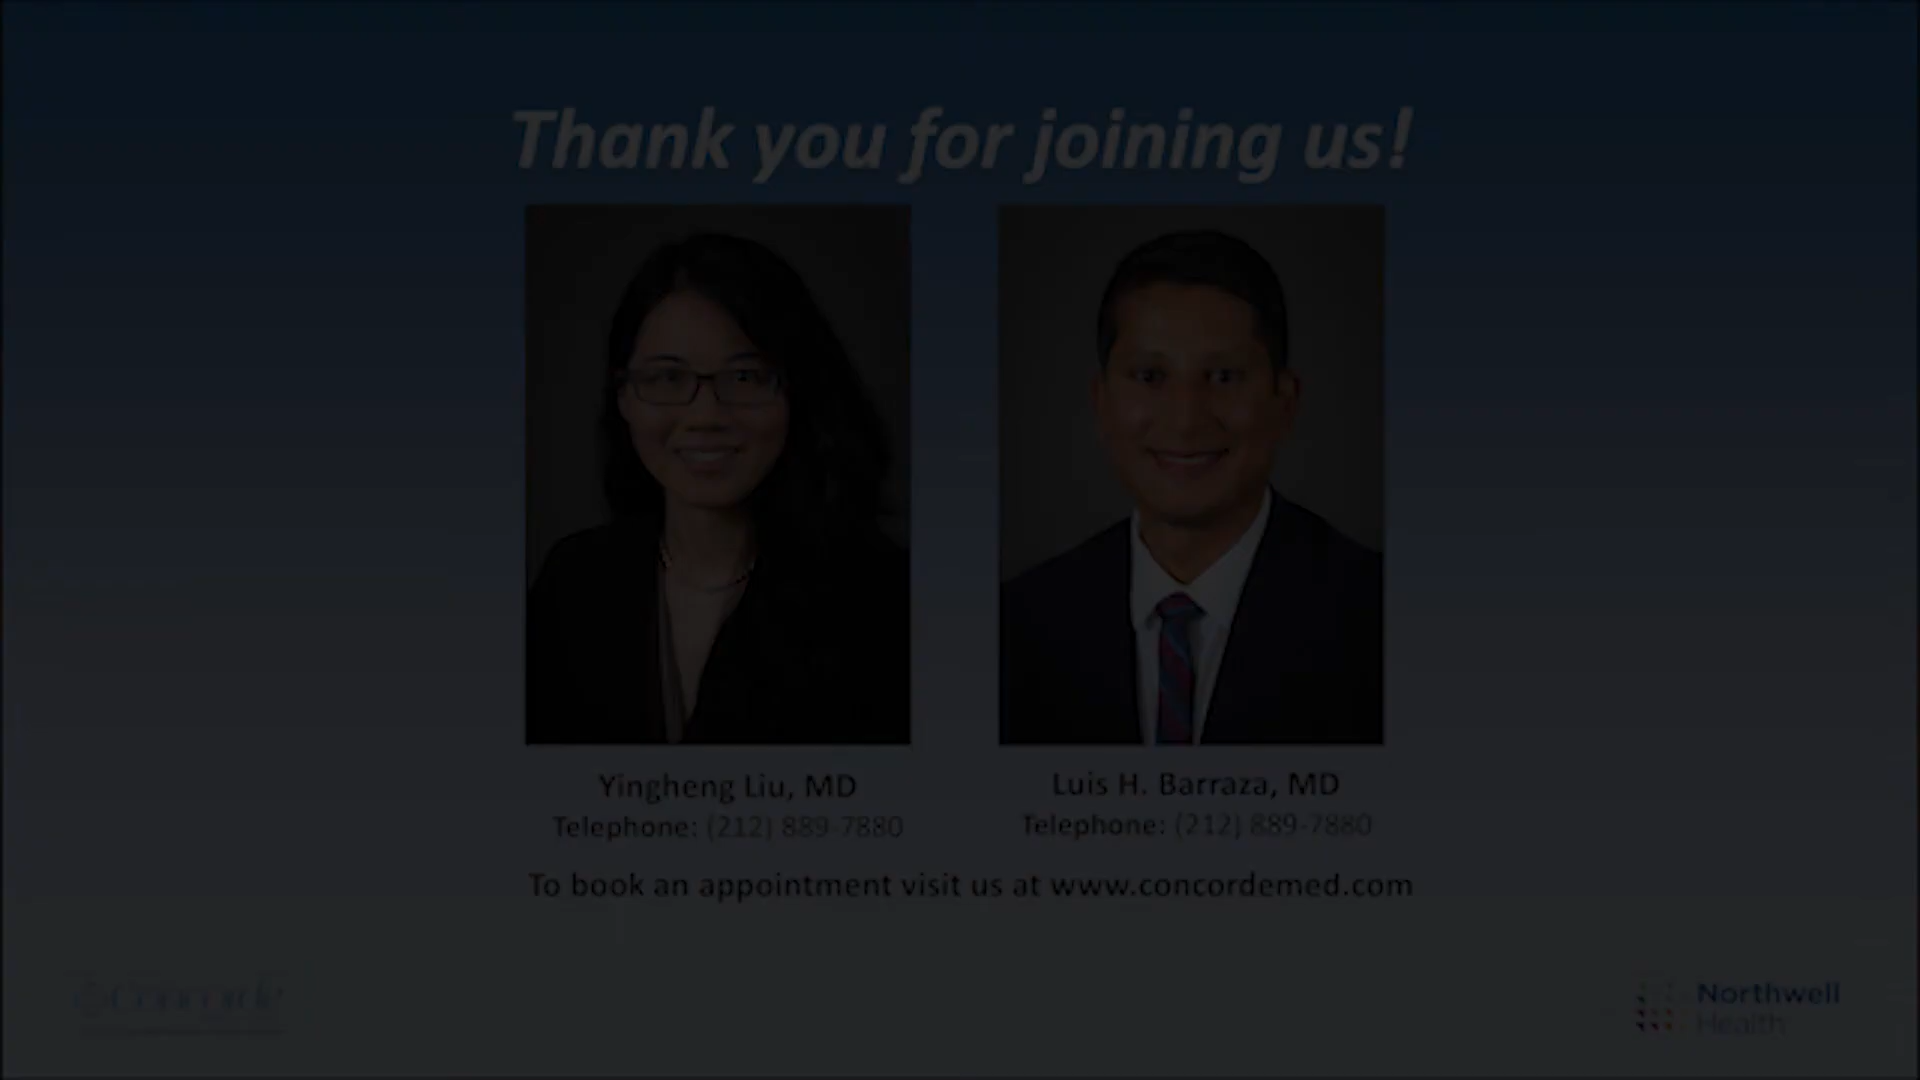 Thank you for joining us!
Yingheng Liu, MD
Telephone: (212) 889-7880
Luis H. Barraza, MD
Telephone: (212) 889-7880
To book an appointment visit us at www.concordemed.com
Concorde
Northwell
Health